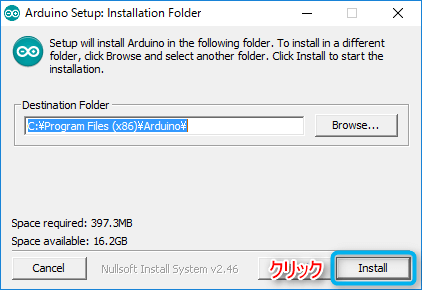 Arduino Setup: Installation Folder
Setup will install Arduino in the following folder. To install in a different
folder, click Browse and select another folder. Click Install to start the
installation.
Destination Folder
C:¥Program Files (x86)¥Arduino¥
Browse...
Space required: 397.3MB
Space available: 16.2GB
Cancel
Nullsoft Install System v2.46
クリック
Install